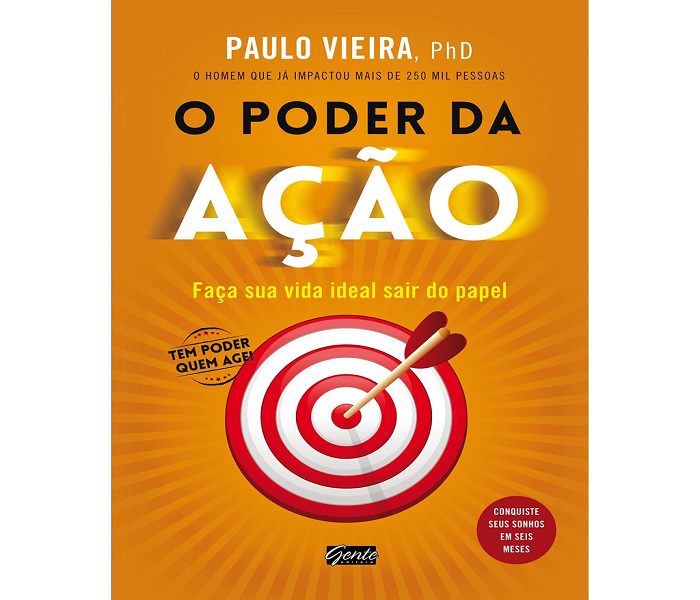 PAULO VIEIRA, PhD
O HOMEM QUE JÁ IMPACTOU MAIS DE 250 MIL PESSOAS
O PODER DA
AÇÃO
Faça sua vida ideal sair do papel
TEM PODER
QUEM AGE!
CONQUISTE
SEUS SONHOS
EM SEIS
MESES
Gente
editora